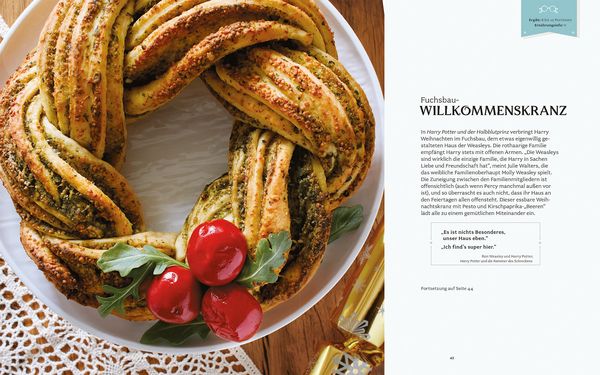 Ergibt: 8 bis 10 Portionen
Ernährungsinfo: V
Fuchsbau-
WILLKOMMENSKRANZ
In Harry Potter und der Halbblutprinz verbringt Harry
Weihnachten im Fuchsbau, dem etwas eigenwillig ge-
stalteten Haus der Weasleys. Die rothaarige Familie
empfängt Harry stets mit offenen Armen. „Die Weasleys
sind wirklich die einzige Familie, die Harry in Sachen
Liebe und Freundschaft hat“, meint Julie Walters, die
das weibliche Familienoberhaupt Molly Weasley spielt.
Die Zuneigung zwischen den Familienmitgliedern ist
offensichtlich (auch wenn Percy manchmal außen vor
ist), und so überrascht es auch nicht, dass ihr Haus an
den Feiertagen allen offensteht. Dieser essbare Weih-
nachtskranz mit Pesto und Kirschpaprika-„Beeren“
lädt alle zu einem gemütlichen Miteinander ein.
„Es ist nichts Besonderes,
unser Haus eben.“
„Ich find’s super hier.“
Ron Weasley und Harry Potter,
Harry Potter und die Kammer des Schreckens
Fortsetzung auf Seite 44